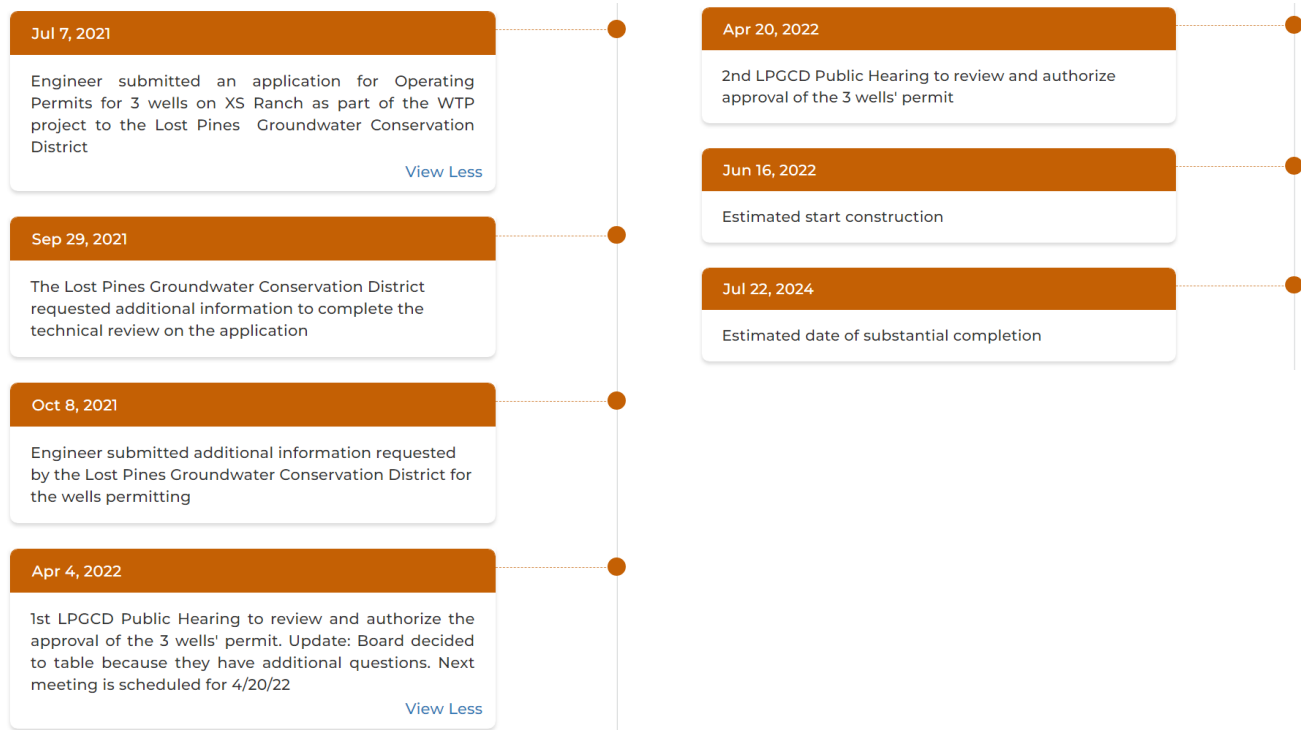 Jul 7, 2021
Engineer submitted an application for Operating
Permits for 3 wells on XS Ranch as part of the WTP
project to the Lost Pines Groundwater Conservation
District
View Less
Sep 29, 2021
The Lost Pines Groundwater Conservation District
requested additional information to complete the
technical review on the application
Oct 8, 2021
Engineer submitted additional information requested
by the Lost Pines Groundwater Conservation District for
the wells permitting
Apr 4, 2022
1st LPGCD Public Hearing to review and authorize the
approval of the 3 wells' permit. Update: Board decided
to table because they have additional questions. Next
meeting is scheduled for 4/20/22
View Less
Apr 20, 2022
2nd LPGCD Public Hearing to review and authorize
approval of the 3 wells' permit
Jun 16, 2022
Estimated start construction
Jul 22, 2024
Estimated date of substantial completion